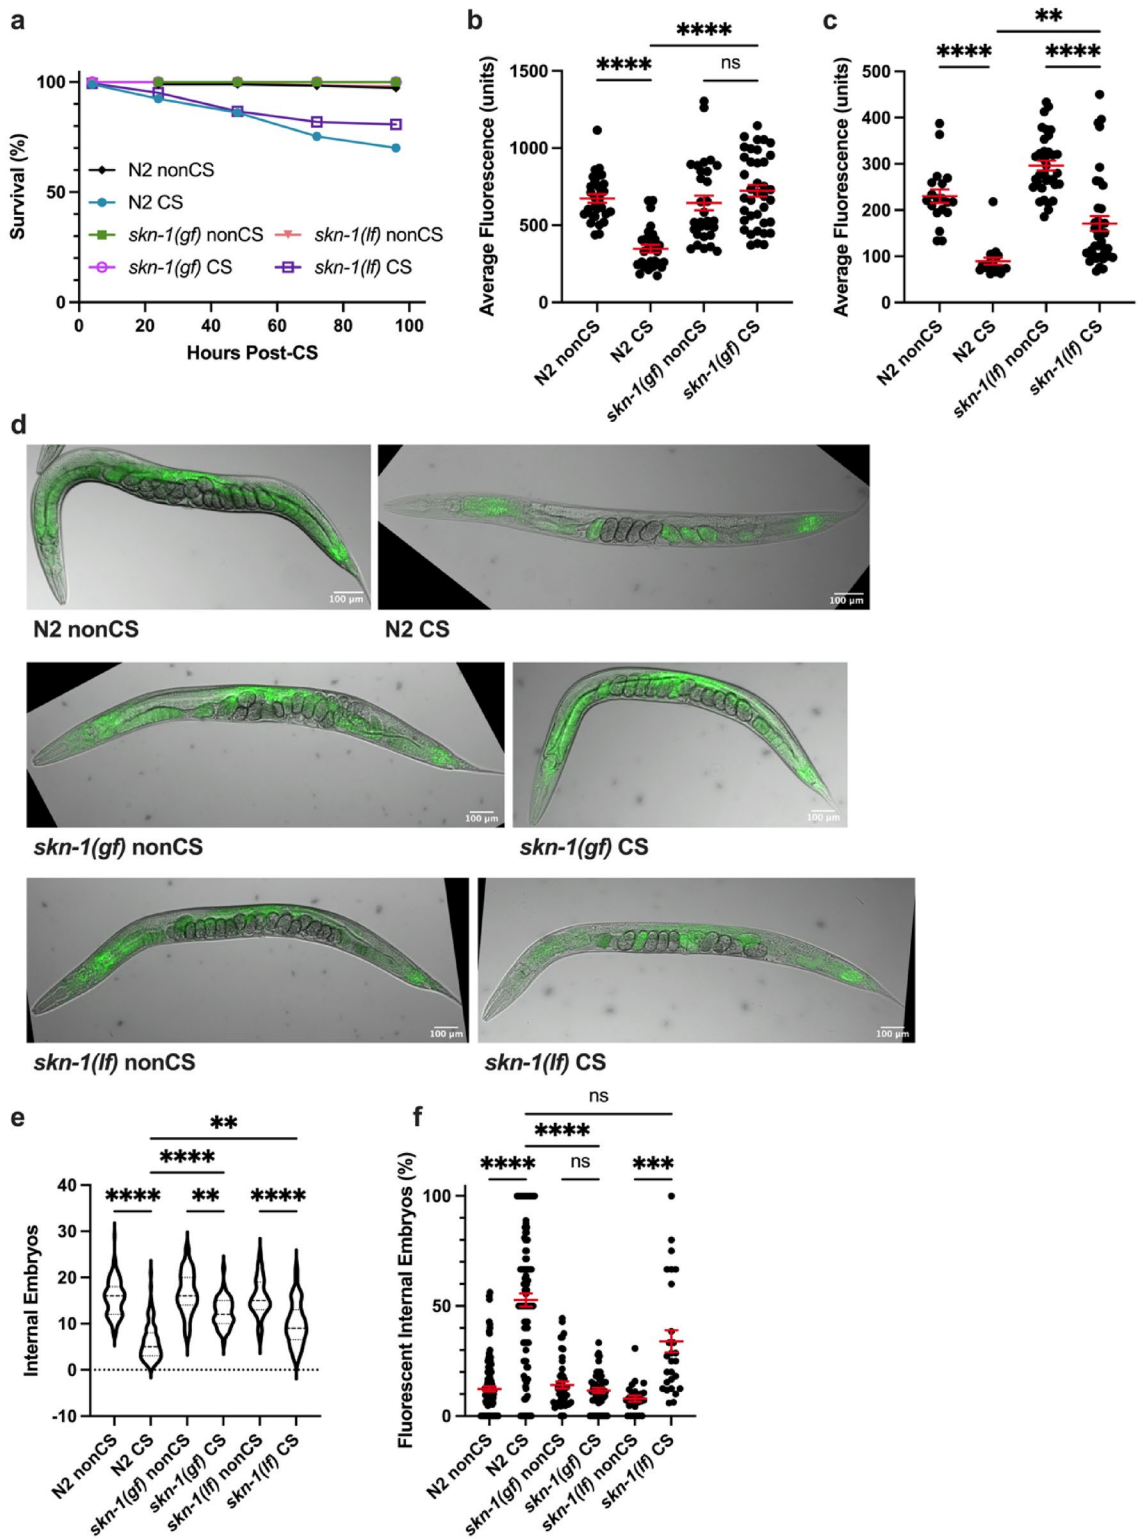 a
Survival (%)
100
50
0
0 20 40 60 80 100
Hours Post-CS
N2 nonCS
N2 CS
skn-1(gf) nonCS
skn-1(lf) nonCS
skn-1(gf) CS
skn-1(lf) CS
b
Average Fluorescence (units)
****
**** ns
1500
1000
500
0
N2 nonCS
N2 CS
skn-1(gf) nonCS
skn-1(gf) CS
c
Average Fluorescence (units)
**
**** ****
500
400
300
200
100
0
N2 nonCS
N2 CS
skn-1(lf) nonCS
skn-1(lf) CS
d
100 µm
100 µm
N2 nonCS
N2 CS
100 µm
100 µm
skn-1(gf) nonCS
skn-1(gf) CS
100 µm
100 µm
skn-1(lf) nonCS
skn-1(lf) CS
e
Internal Embryos
**
****
**** ** ****
40
30
20
10
0
-10
N2 nonCS
N2 CS
skn-1(gf) nonCS
skn-1(gf) CS
skn-1(lf) nonCS
skn-1(lf) CS
f
Fluorescent Internal Embryos (%)
ns
****
**** ns ***
100
50
0
N2 nonCS
N2 CS
skn-1(gf) nonCS
skn-1(gf) CS
skn-1(lf) nonCS
skn-1(lf) CS